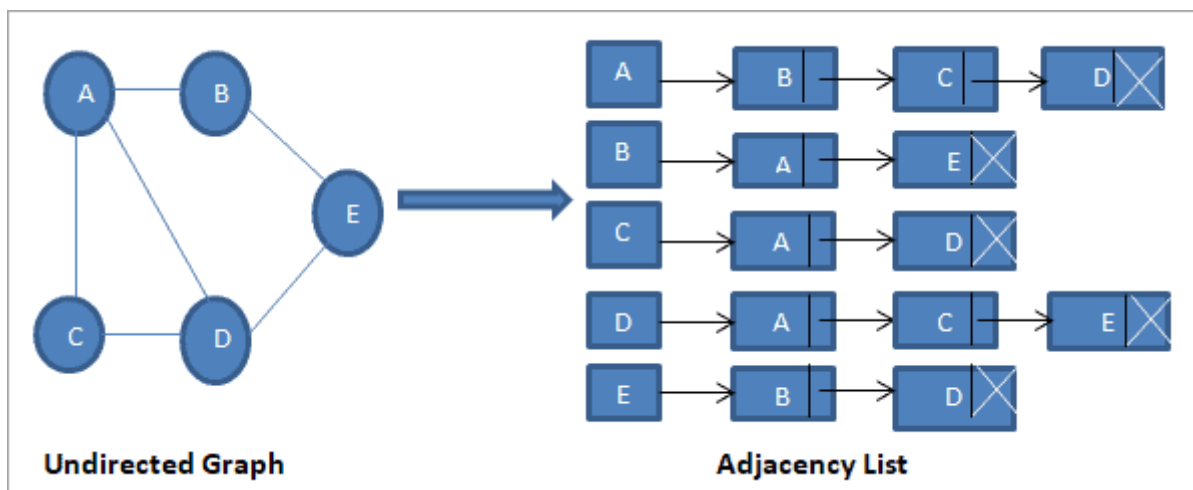 A B
E
C D
A B C D
B A E
C A D
D A C E
E B D
Undirected Graph
Adjacency List